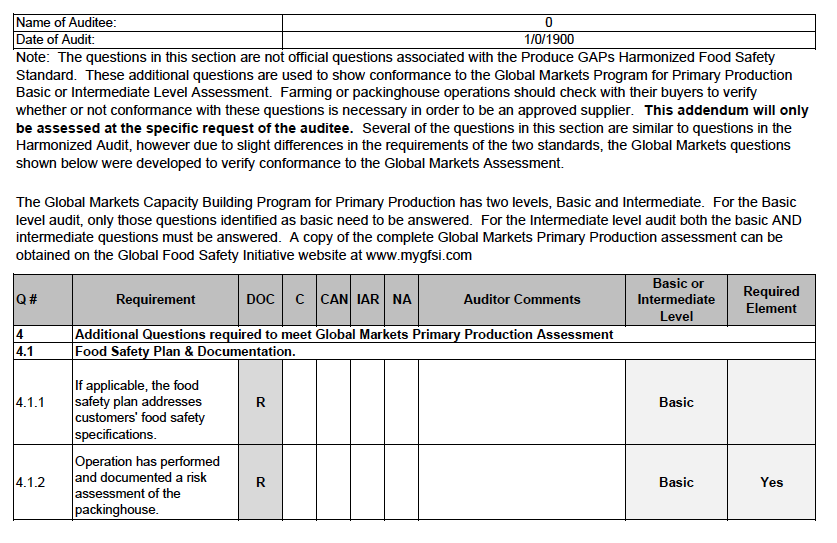 Name of Auditee: 0
Date of Audit: 1/0/1900
Note:  The questions in this section are not official questions associated with the Produce GAPs Harmonized Food Safety
Standard.  These additional questions are used to show conformance to the Global Markets Program for Primary Production
Basic or Intermediate Level Assessment.  Farming or packinghouse operations should check with their buyers to verify
whether or not conformance with these questions is necessary in order to be an approved supplier.  This addendum will only
be assessed at the specific request of the auditee.  Several of the questions in this section are similar to questions in the
Harmonized Audit, however due to slight differences in the requirements of the two standards, the Global Markets questions
shown below were developed to verify conformance to the Global Markets Assessment.
The Global Markets Capacity Building Program for Primary Production has two levels, Basic and Intermediate.  For the Basic
level audit, only those questions identified as basic need to be answered.  For the Intermediate level audit both the basic AND
intermediate questions must be answered.  A copy of the complete Global Markets Primary Production assessment can be
obtained on the Global Food Safety Initiative website at www.mygfsi.com
Q # Requirement DOC C CAN IAR NA Auditor Comments
Basic or
Intermediate
Level
Required
Element
4 Additional Questions required to meet Global Markets Primary Production Assessment
4.1 Food Safety Plan & Documentation.
4.1.1
If applicable, the food
safety plan addresses
customers' food safety
specifications.
R
Basic
4.1.2
Operation has performed
and documented a risk
assessment of the
packinghouse.
R
Basic
Yes